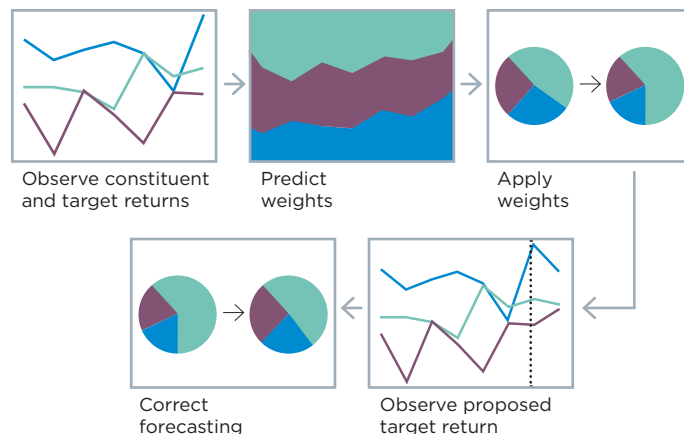 Observe constituent
and target returns
Predict
weights
Apply
weights
Correct
forecasting
Observe proposed
target return